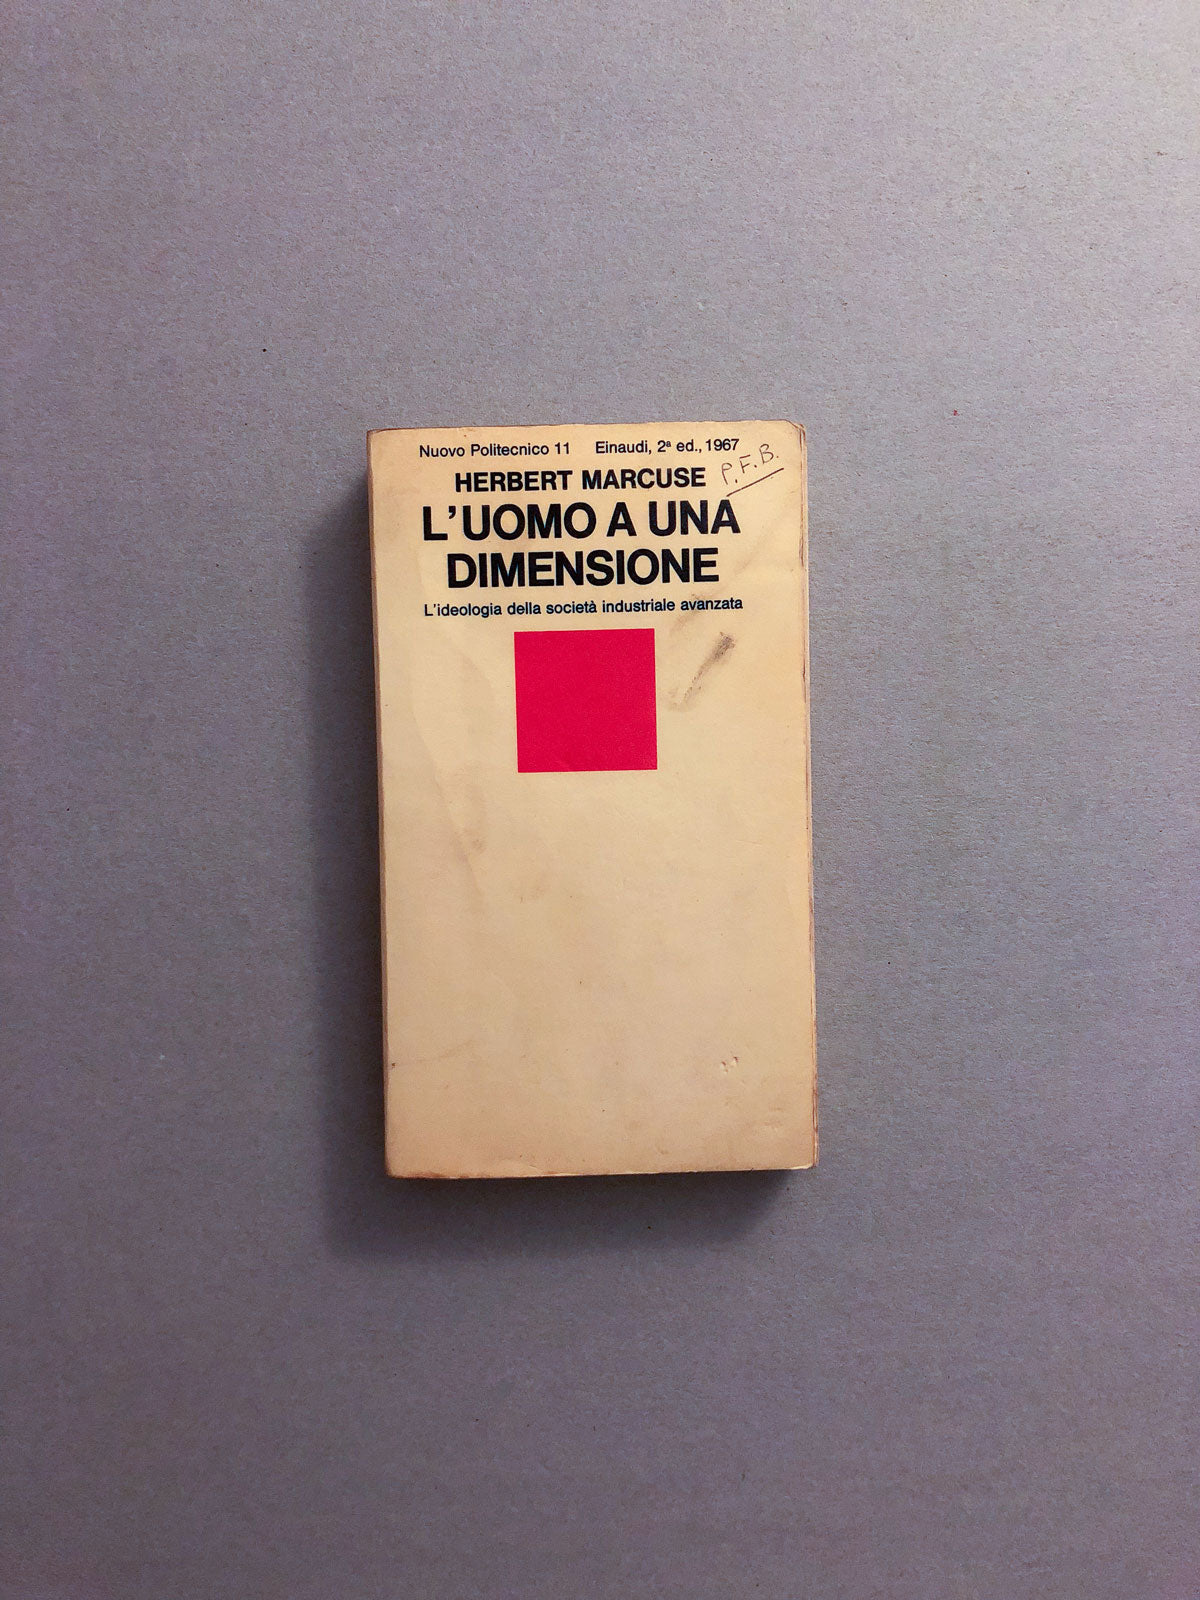 Nuovo Politecnico 11 Einaudi, 2ª ed., 1967
HERBERT MARCUSE
P.F.B.
L'UOMO A UNA
DIMENSIONE
L'ideologia della società industriale avanzata